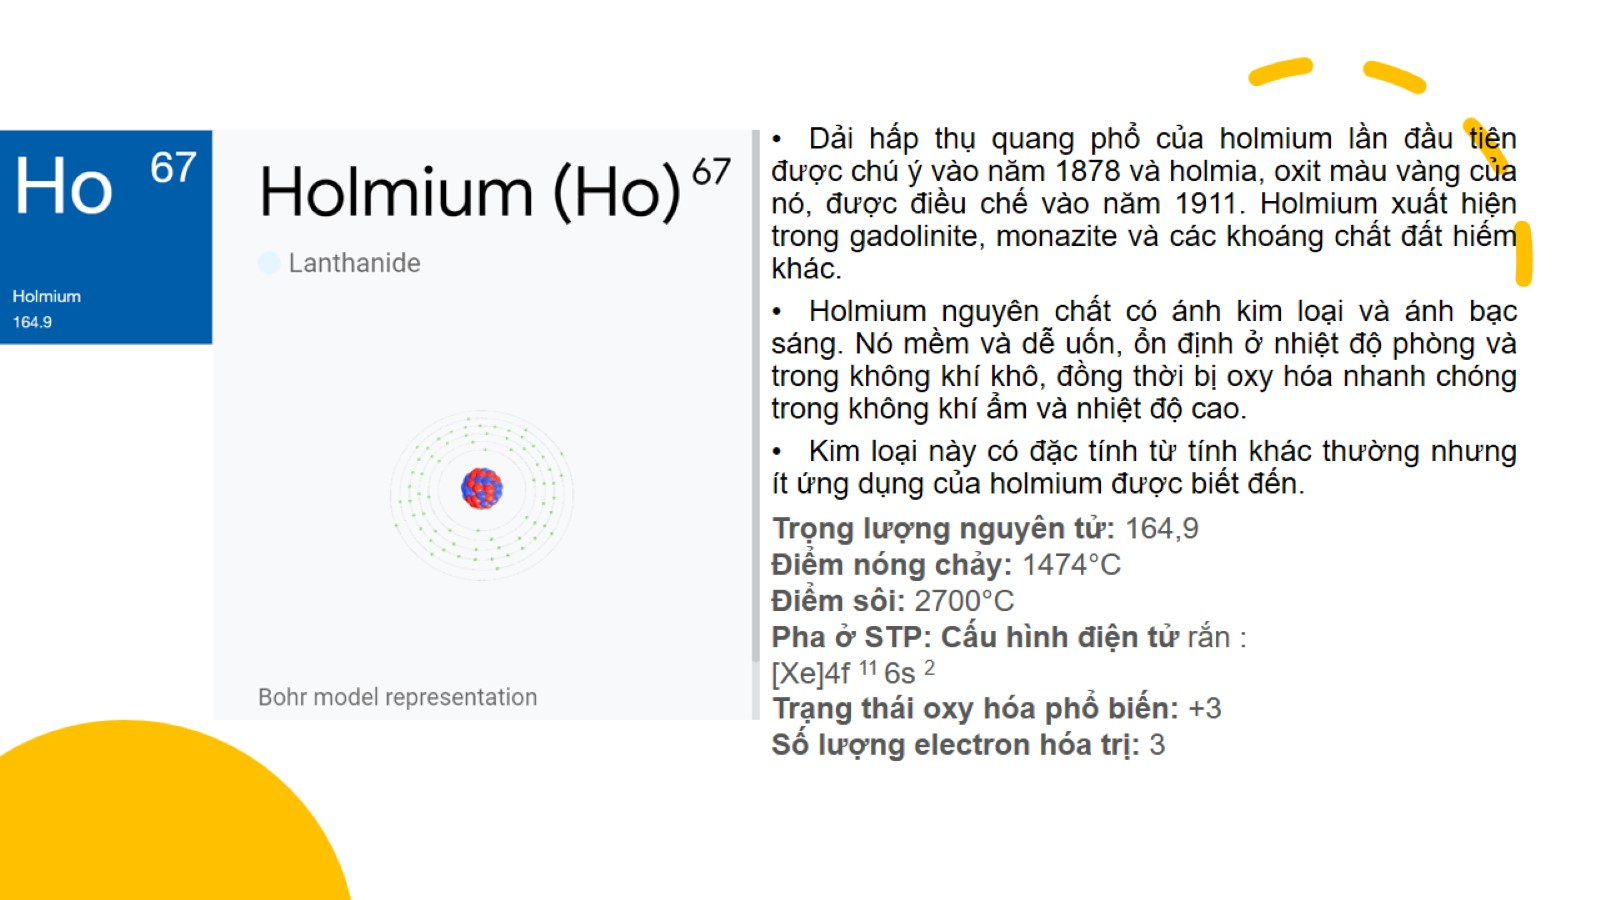 Ho 67
Holmium
164.9
Holmium (Ho) 67
Lanthanide
Bohr model representation
• Dải hấp thụ quang phổ của holmium lần đầu tiên
được chú ý vào năm 1878 và holmia, oxit màu vàng của
nó, được điều chế vào năm 1911. Holmium xuất hiện
trong gadolinite, monazite và các khoáng chất đất hiếm
khác.
• Holmium nguyên chất có ánh kim loại và ánh bạc
sáng. Nó mềm và dễ uốn, ổn định ở nhiệt độ phòng và
trong không khí khô, đồng thời bị oxy hóa nhanh chóng
trong không khí ẩm và nhiệt độ cao.
• Kim loại này có đặc tính từ tính khác thường nhưng
ít ứng dụng của holmium được biết đến.
Trọng lượng nguyên tử: 164,9
Điểm nóng chảy: 1474°C
Điểm sôi: 2700°C
Pha ở STP: Cấu hình điện tử rắn :
[Xe]4f 11 6s 2
Trạng thái oxy hóa phổ biến: +3
Số lượng electron hóa trị: 3